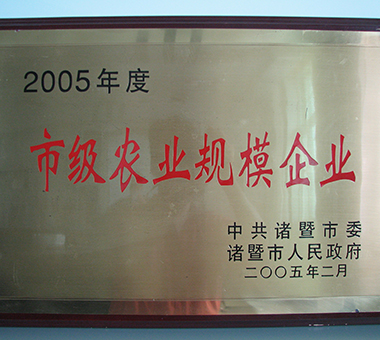 2005年度
市级农业规模企业
中共诸暨市委
诸暨市人民政府
二〇〇五年二月